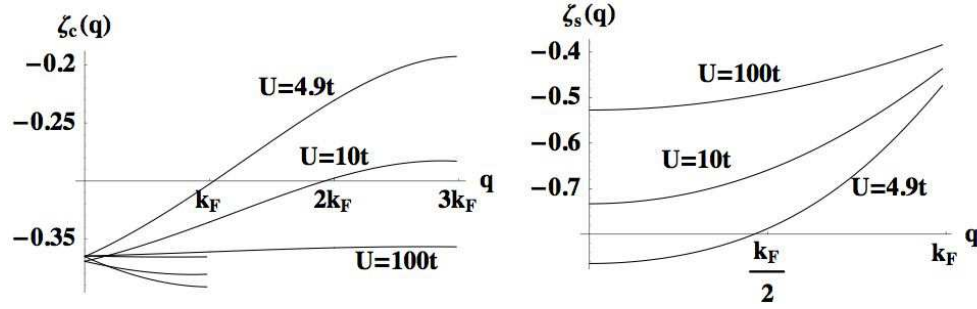 ζc(q)
−0.2
U=4.9t
−0.25
U=10t
kF
2kF
3kF
q
−0.35
U=100t
ζs(q)
−0.4
U=100t
−0.5
−0.6
U=10t
−0.7
U=4.9t
kF
2
kF
q